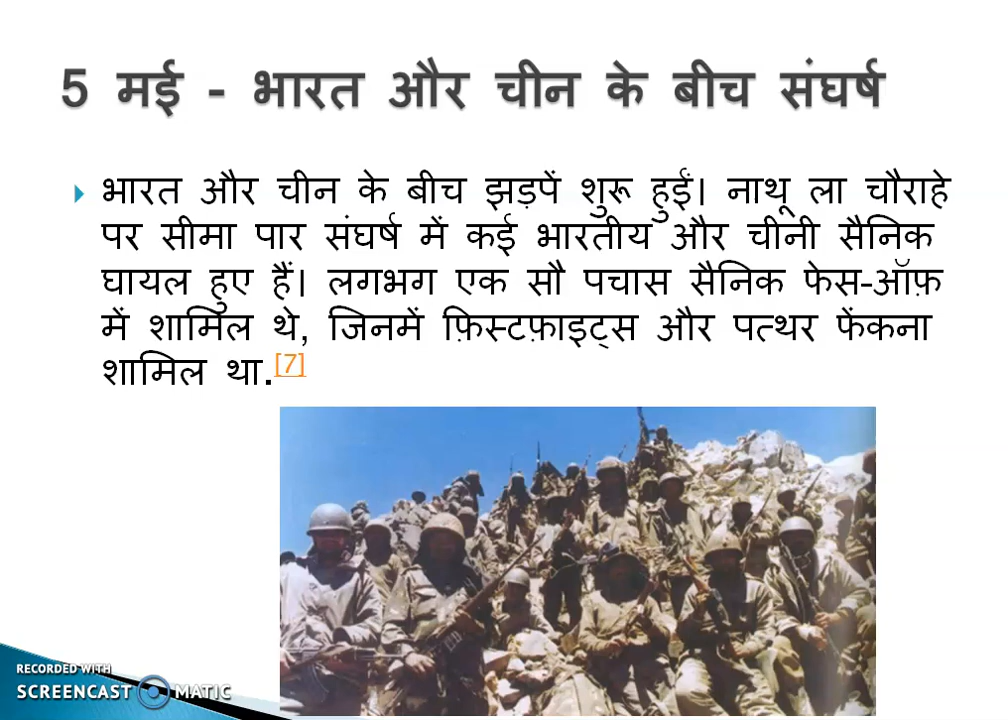 5 मई - भारत और चीन के बीच संघर्ष
भारत और चीन के बीच झड़पें शुरू हुईं। नाथू ला चौराहे
पर सीमा पार संघर्ष में कई भारतीय और चीनी सैनिक
घायल हुए हैं। लगभग एक सौ पचास सैनिक फेस-ऑफ़
में शामिल थे, जिनमें फ़िस्टफ़ाइट्स और पत्थर फेंकना
शामिल था.[7]
RECORDED WITH
SCREENCAST MATIC